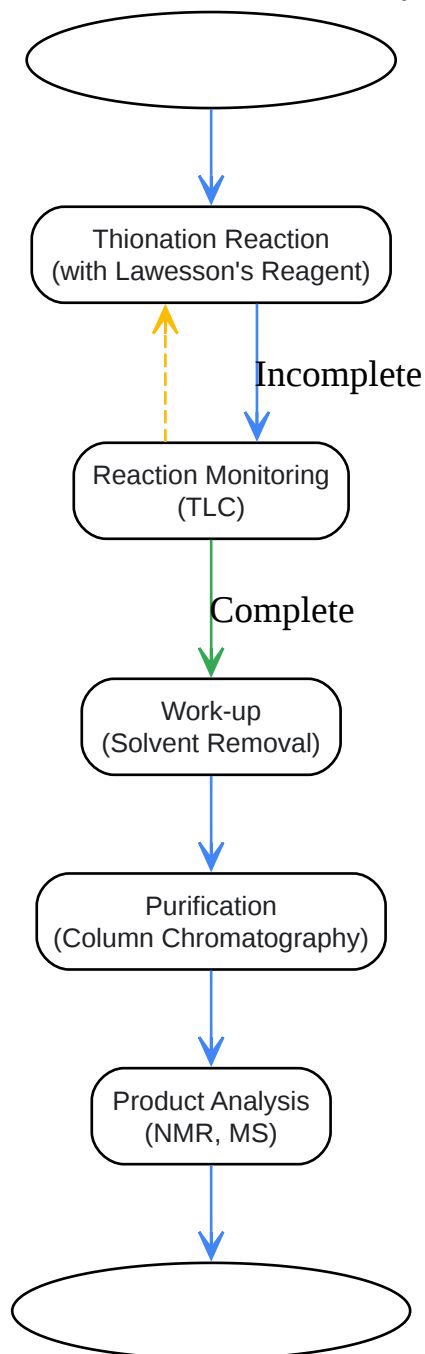 Thionation Reaction
(with Lawesson's Reagent)
Incomplete
Reaction Monitoring
(TLC)
Complete
Work-up
(Solvent Removal)
Purification
(Column Chromatography)
Product Analysis
(NMR, MS)